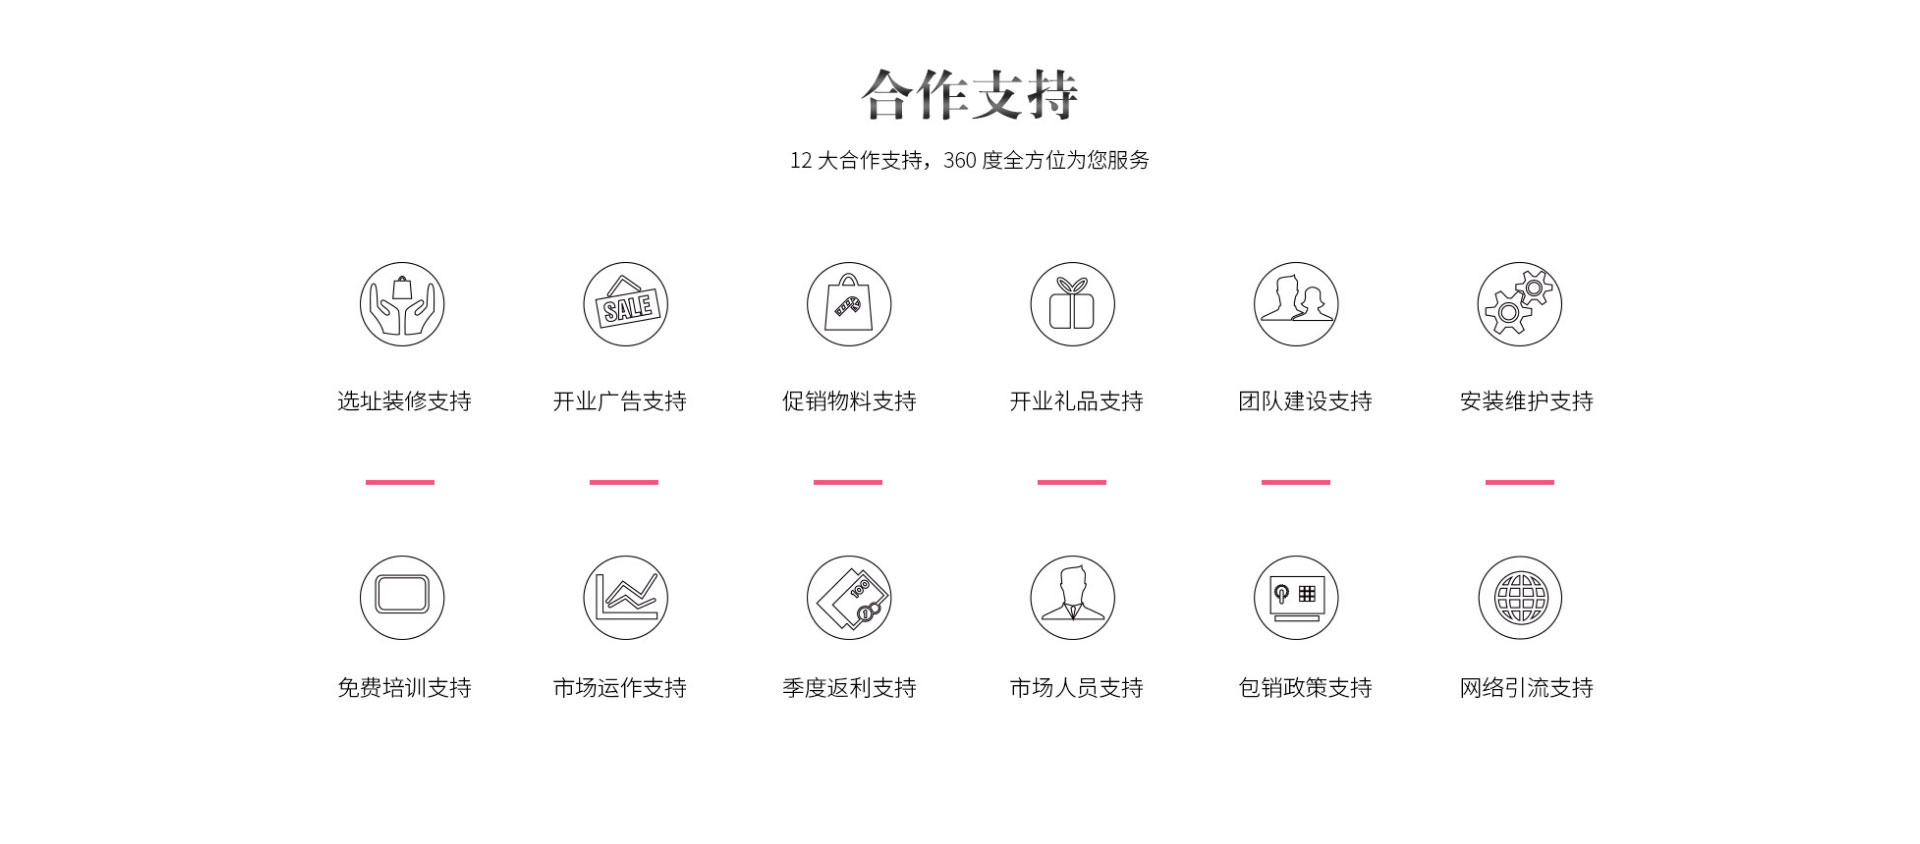 合作支持
12 大合作支持，360 度全方位为您服务
SALE
选址装修支持 开业广告支持 促销物料支持 开业礼品支持 团队建设支持 安装维护支持
100
1
免费培训支持 市场运作支持 季度返利支持 市场人员支持 包销政策支持 网络引流支持